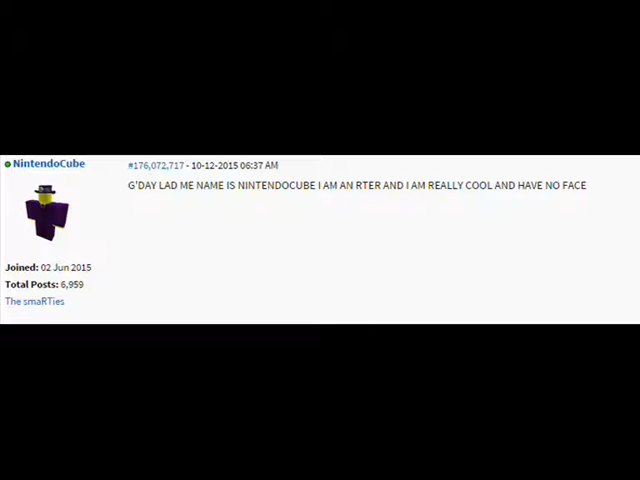 NintendoCube
#176,072,717 - 10-12-2015 06:37 AM
G'DAY LAD ME NAME IS NINTENDOCUBE I AM AN RTER AND I AM REALLY COOL AND HAVE NO FACE
Joined: 02 Jun 2015
Total Posts: 6,959
The smaRTies